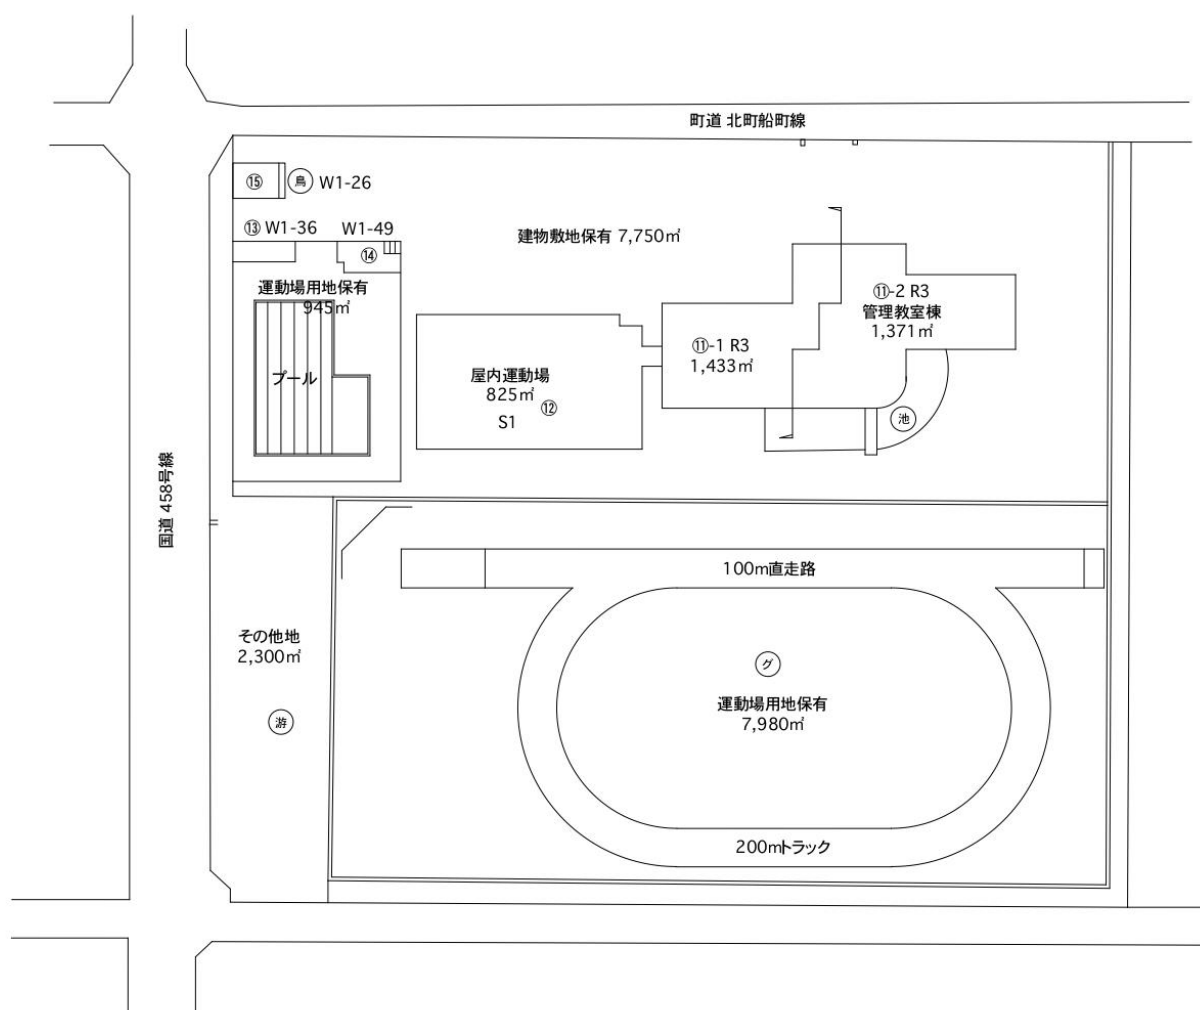 町道 北町船町線
⑮ 鳥 W1-26
⑬ W1-36 W1-49
⑭
建物敷地保有 7,750㎡
運動場用地保有
945㎡
プール
屋内運動場
825㎡
⑫
S1
⑪-1 R3
1,433㎡
⑪-2 R3
管理教室棟
1,371㎡
池
国道 458号線
100m直走路
その他地
2,300㎡
游
グ
運動場用地保有
7,980㎡
200mトラック